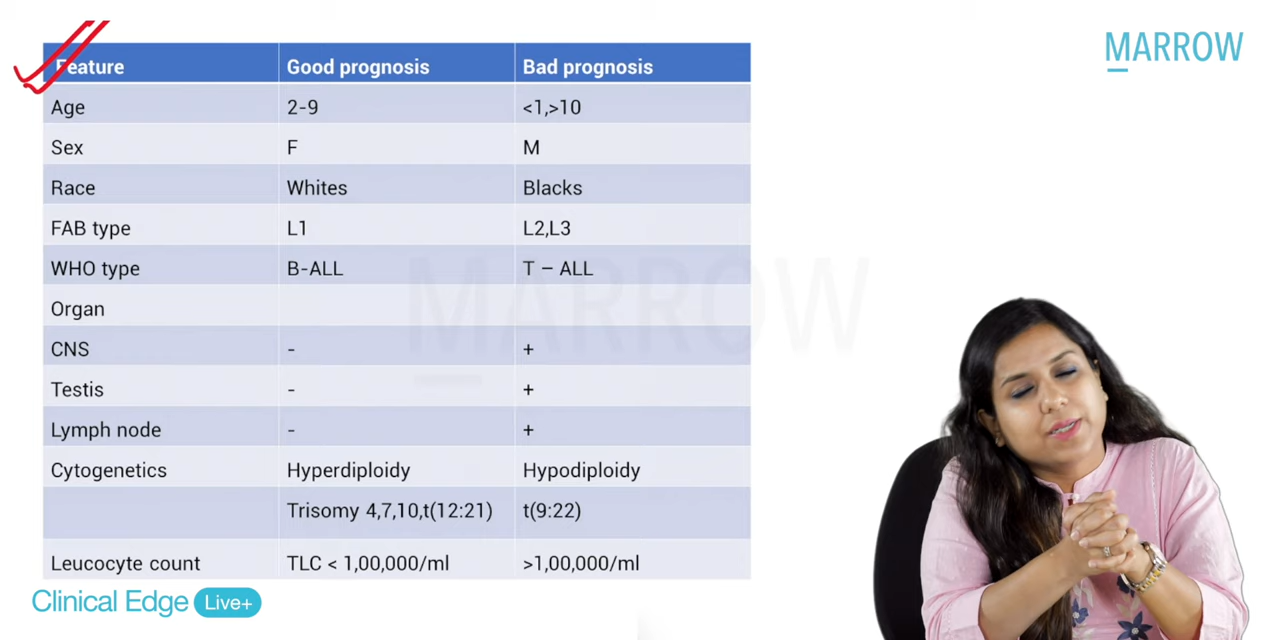 MARROW
Feature Good prognosis Bad prognosis
Age 2-9 <1,>10
Sex F M
Race Whites Blacks
FAB type L1 L2,L3
WHO type B-ALL T – ALL
Organ
CNS - +
Testis - +
Lymph node - +
Cytogenetics Hyperdiploidy Hypodiploidy
Trisomy 4,7,10,t(12:21) t(9:22)
Leucocyte count TLC < 1,00,000/ml >1,00,000/ml
MARROW
Clinical Edge Live+